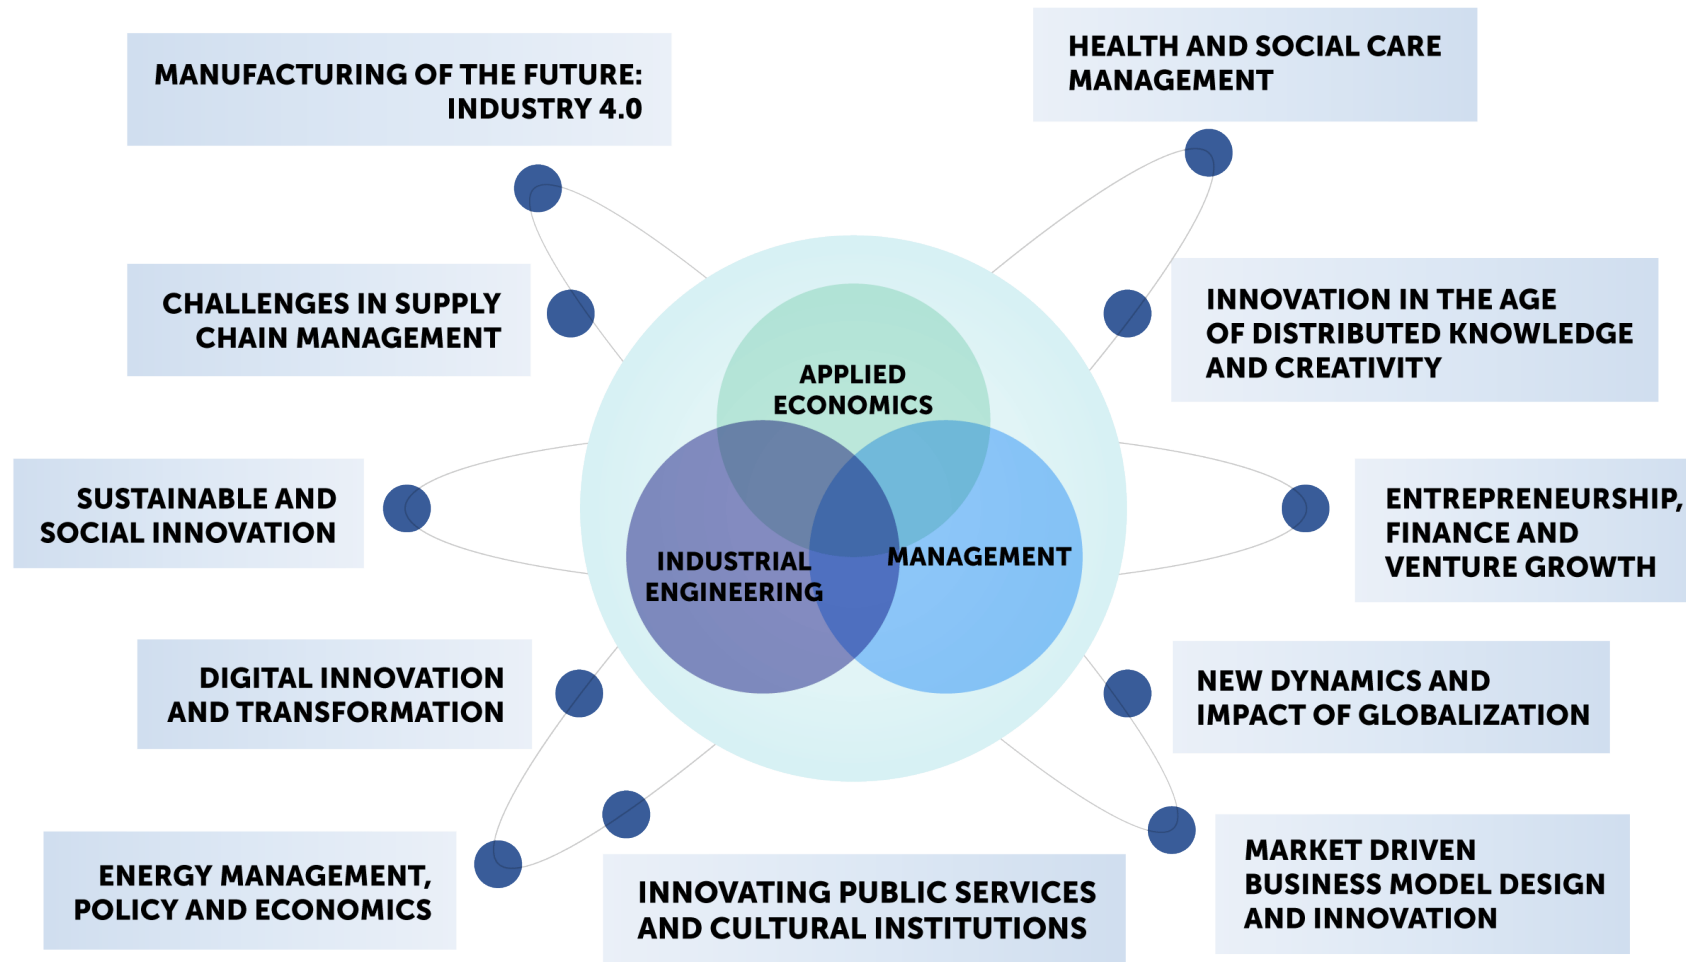 MANUFACTURING OF THE FUTURE:
INDUSTRY 4.0
HEALTH AND SOCIAL CARE
MANAGEMENT
CHALLENGES IN SUPPLY
CHAIN MANAGEMENT
INNOVATION IN THE AGE
OF DISTRIBUTED KNOWLEDGE
AND CREATIVITY
APPLIED
ECONOMICS
SUSTAINABLE AND
SOCIAL INNOVATION
INDUSTRIAL
ENGINEERING
MANAGEMENT
ENTREPRENEURSHIP,
FINANCE AND
VENTURE GROWTH
DIGITAL INNOVATION
AND TRANSFORMATION
NEW DYNAMICS AND
IMPACT OF GLOBALIZATION
ENERGY MANAGEMENT,
POLICY AND ECONOMICS
INNOVATING PUBLIC SERVICES
AND CULTURAL INSTITUTIONS
MARKET DRIVEN
BUSINESS MODEL DESIGN
AND INNOVATION